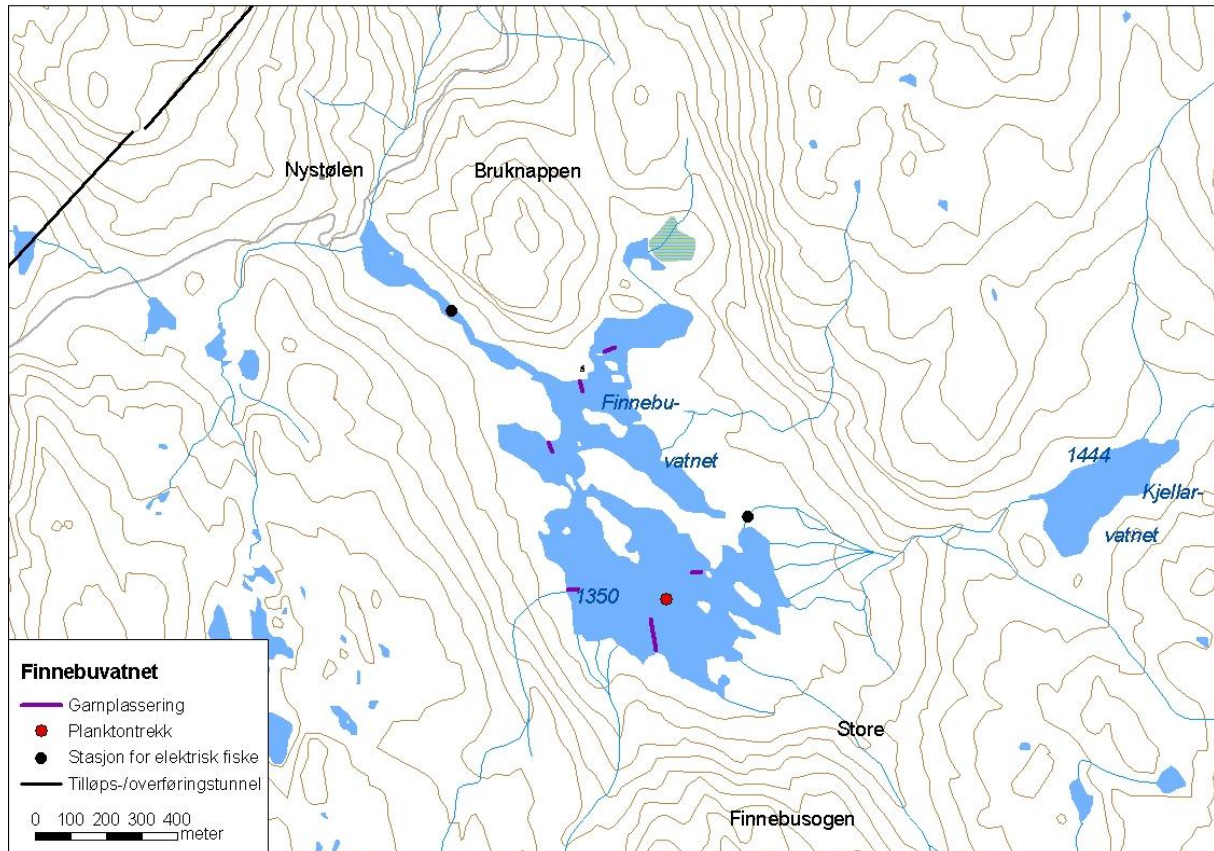 Nystølen
Bruknappen
Finnebu-
vatnet
1444
Kjellar-
vatnet
1350
Store
Finnebusogen
Finnebuvatnet
Garnplassering
Planktontrekk
Stasjon for elektrisk fiske
Tilløps-/overføringstunnel
0 100 200 300 400
meter